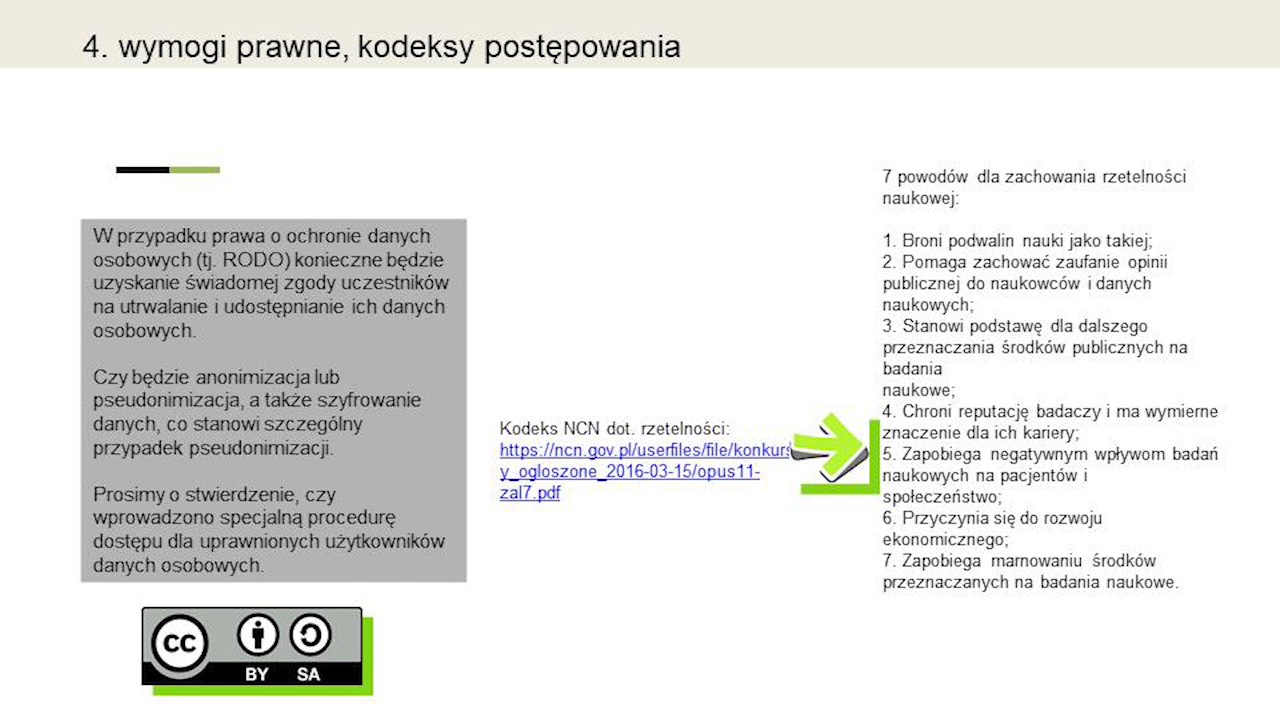 4. wymogi prawne, kodeksy postępowania
W przypadku prawa o ochronie danych
osobowych (tj. RODO) konieczne będzie
uzyskanie świadomej zgody uczestników
na utrwalanie i udostępnianie ich danych
osobowych.
Czy będzie anonimizacja lub
pseudonimizacja, a także szyfrowanie
danych, co stanowi szczególny
przypadek pseudonimizacji.
Prosimy o stwierdzenie, czy
wprowadzono specjalną procedurę
dostępu dla uprawnionych użytkowników
danych osobowych.
cc
BY SA
Kodeks NCN dot. rzetelności:
https://ncn.gov.pl/userfiles/file/konkurs
y_ogloszone_2016-03-15/opus11-
zal7.pdf
7 powodów dla zachowania rzetelności
naukowej:
1. Broni podwalin nauki jako takiej;
2. Pomaga zachować zaufanie opinii
publicznej do naukowców i danych
naukowych;
3. Stanowi podstawę dla dalszego
przeznaczania środków publicznych na
badania
naukowe;
4. Chroni reputację badaczy i ma wymierne
znaczenie dla ich kariery;
5. Zapobiega negatywnym wpływom badań
naukowych na pacjentów i
społeczeństwo;
6. Przyczynia się do rozwoju
ekonomicznego;
7. Zapobiega marnowaniu środków
przeznaczanych na badania naukowe.